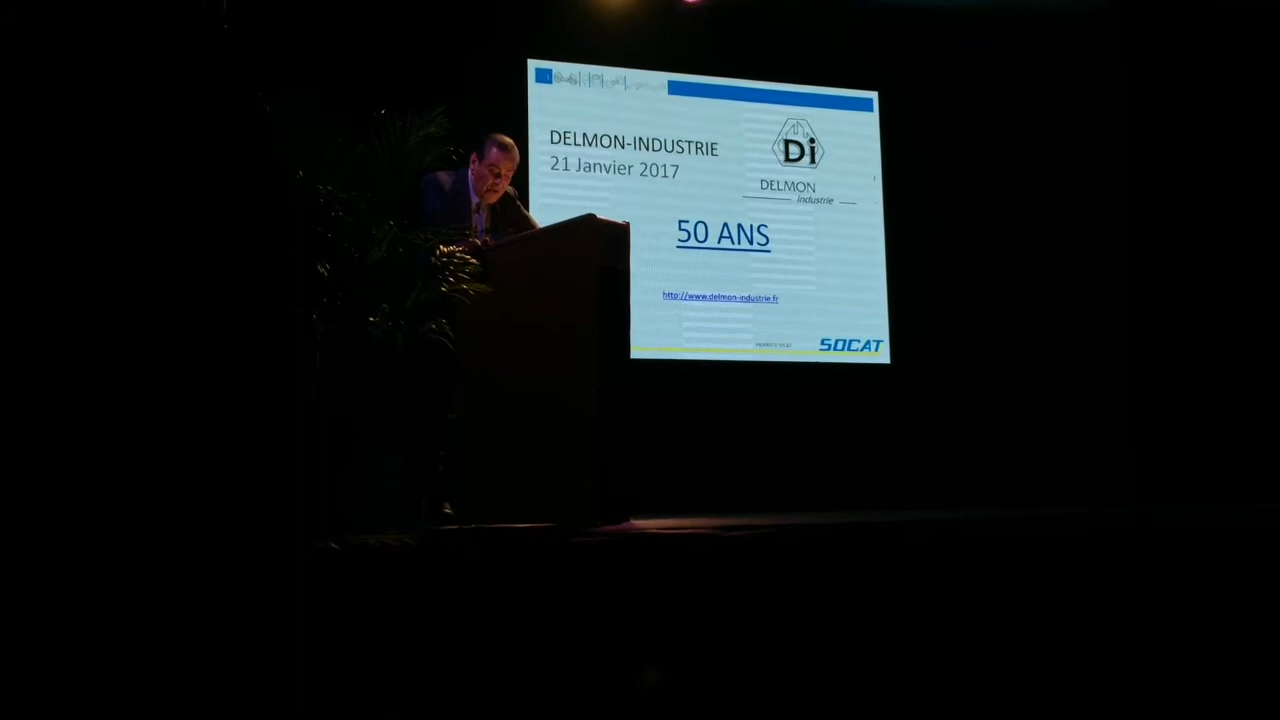 DELMON-INDUSTRIE
21 Janvier 2017
Di
DELMON
industrie
50 ANS
http://www.delmon-industrie.fr
SOCAT